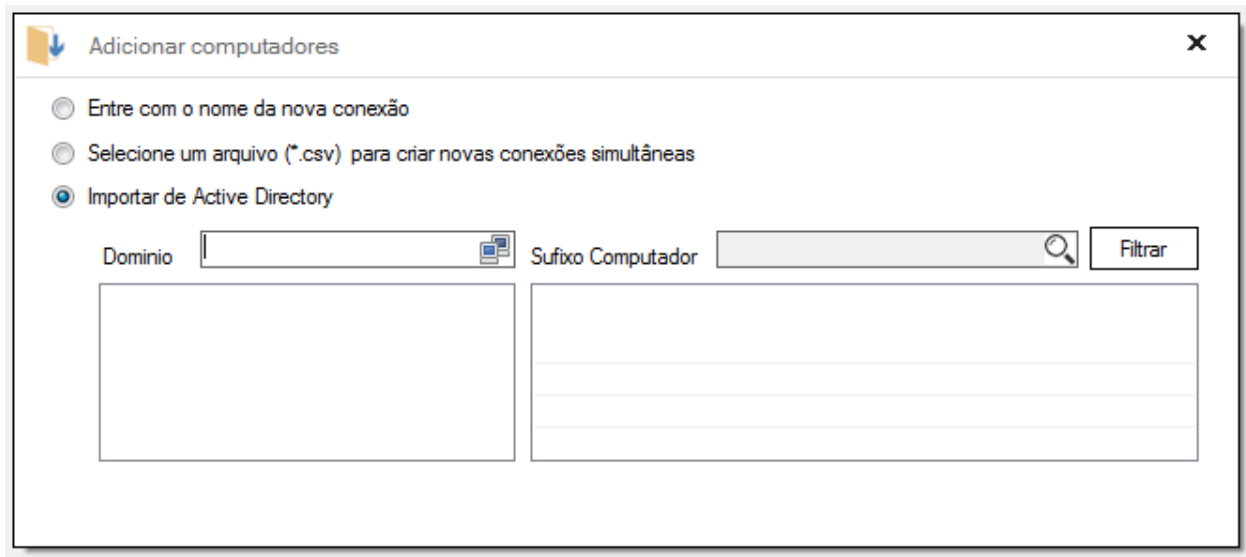 Adicionar computadores
Entre com o nome da nova conexão
Selecione um arquivo (*.csv) para criar novas conexões simultâneas
Importar de Active Directory
Dominio Sufixo Computador Filtrar